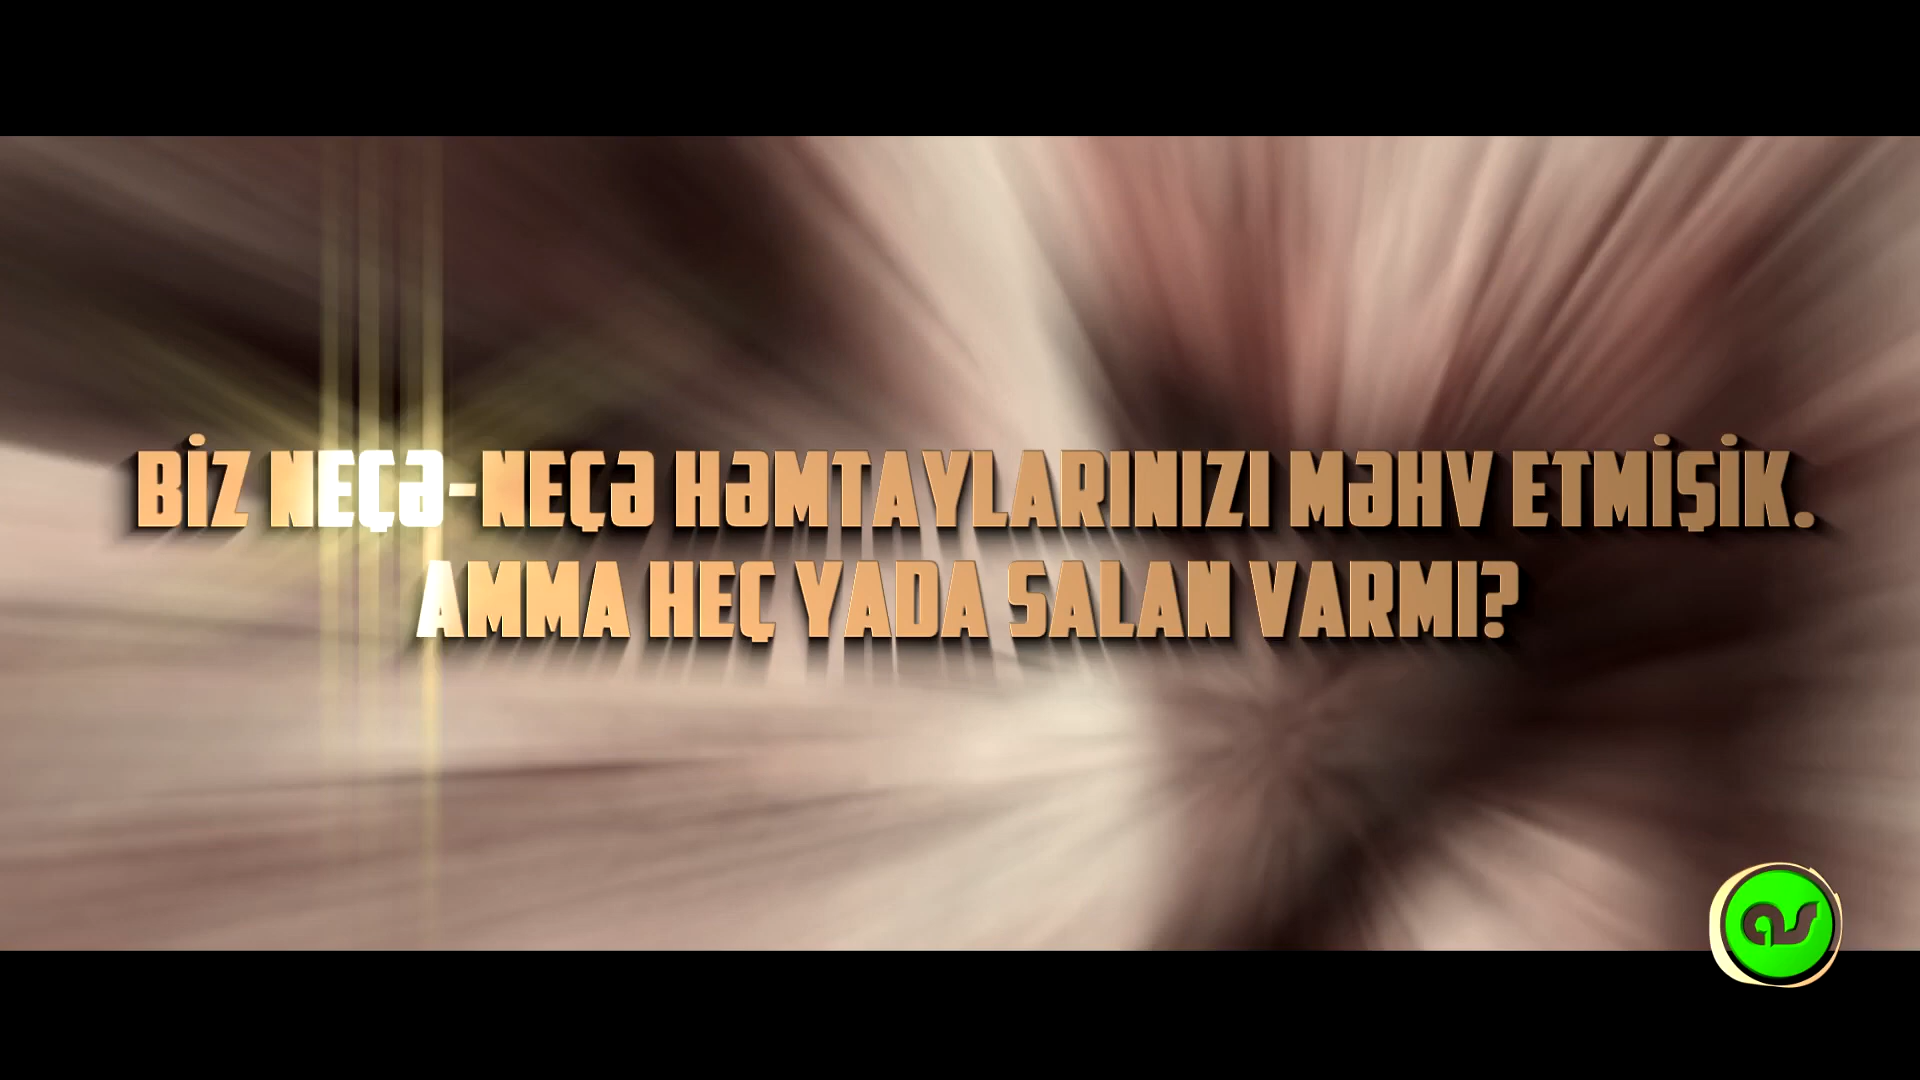 BİZ NEÇƏ-NEÇƏ HƏMTAYLARINIZI MƏHV ETMİŞİK.
AMMA HEÇ YADA SALAN VARMI?